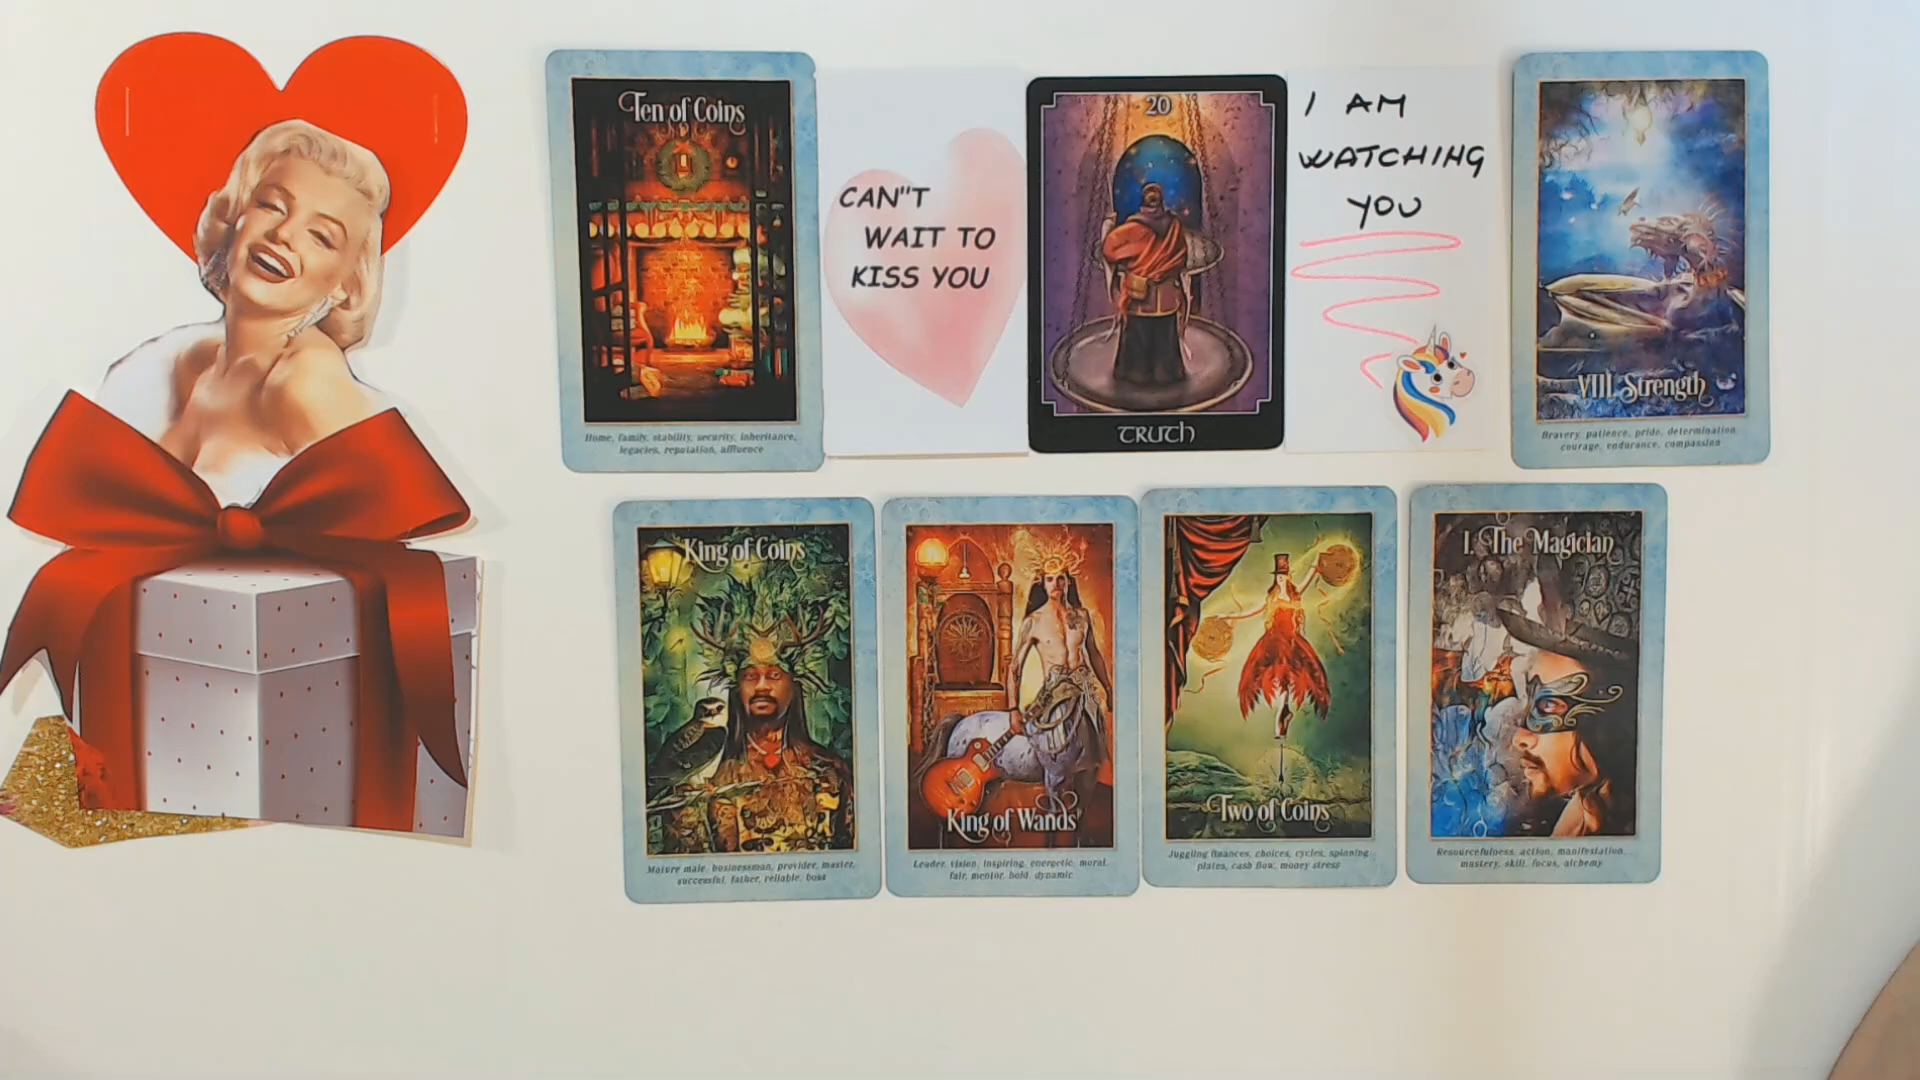 Ten of Coins
Home, family, stability, security, inheritance,
legacies, reputation, affluence
CAN"T
WAIT TO
KISS YOU
20
TRUTH
I AM
WATCHING
YOU
VIII. Strength
Bravery, patience, pride, determination,
courage, endurance, compassion
King of Coins
Mature male, businessman, provider, master,
successful, father, reliable, boss
King of Wands
Leader, vision, inspiring, energetic, moral,
fair, mentor, bold, dynamic
Two of Coins
Juggling finances, choices, cycles, spinning
plates, cash flow, money stress
I. The Magician
Resourcefulness, action, manifestation,
mastery, skill, focus, alchemy